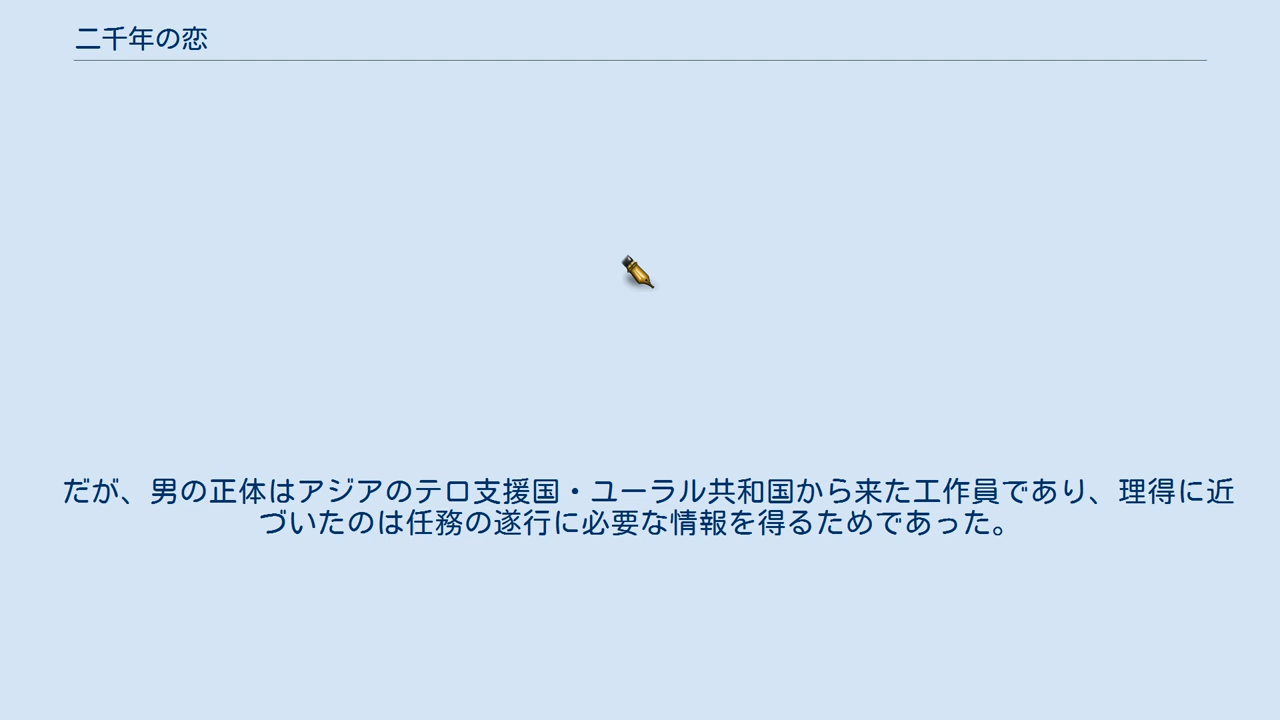 二千年の恋
だが、男の正体はアジアのテロ支援国・ユーラル共和国から来た工作員であり、理得に近
づいたのは任務の遂行に必要な情報を得るためであった。